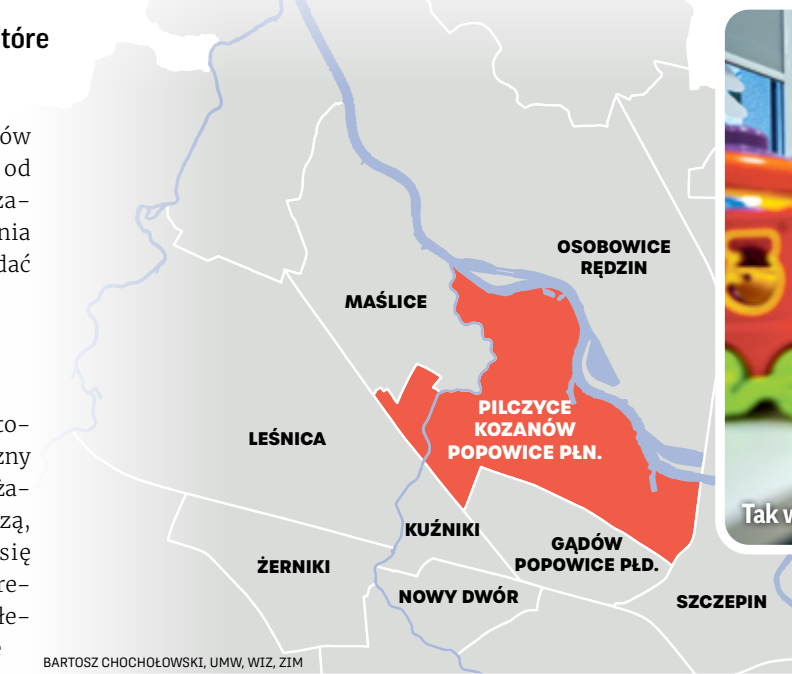 tóre
ów
od
za-
nia
dać
to-
zny
ża-
zą,
się
re-
łe-
e
OSOBOWICE
RĘDZIN
MAŚLICE
PILCZYCE
KOZANÓW
POPOWICE PŁN.
LEŚNICA
KUŹNIKI
GĄDÓW
POPOWICE PŁD.
ŻERNIKI
NOWY DWÓR
SZCZEPIN
BARTOSZ CHOCHOŁOWSKI, UMW, WIZ, ZIM
Tak w